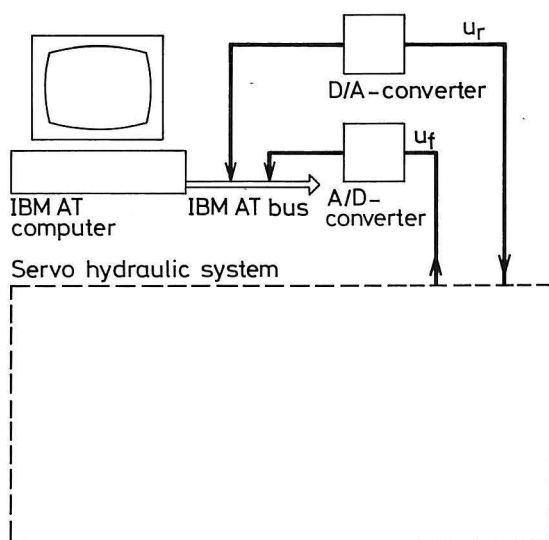 u_r
D/A-converter
u_f
A/D-
converter
IBM AT
computer
IBM AT bus
Servo hydraulic system